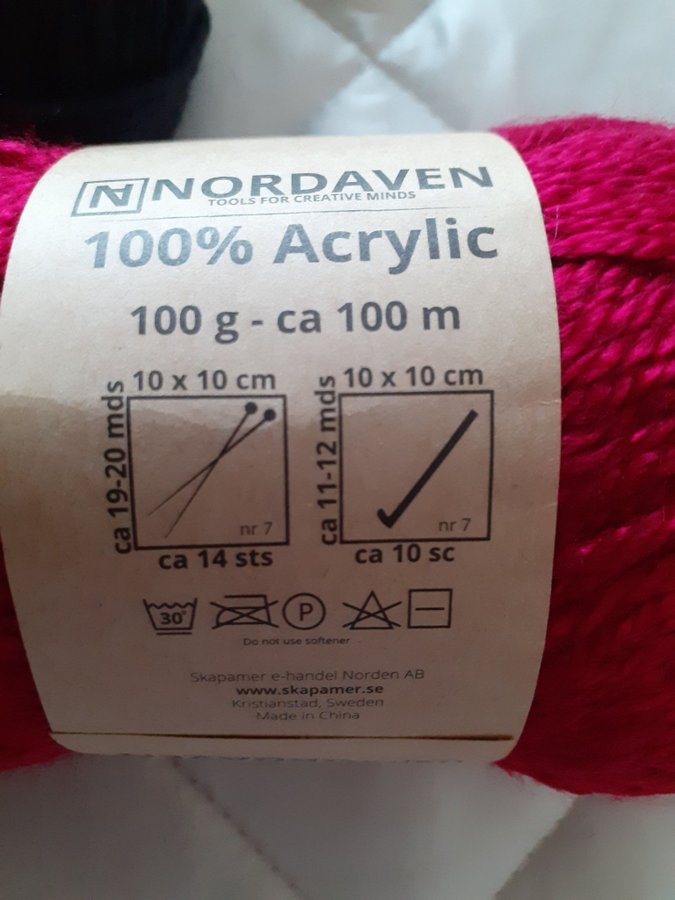 NORDAVEN
TOOLS FOR CREATIVE MINDS
100% Acrylic
100 g - ca 100 m
10 x 10 cm
ca 19-20 mds
nr 7
ca 14 sts
10 x 10 cm
ca 11-12 mds
nr 7
ca 10 sc
30°
P
Do not use softener
Skapamer e-handel Norden AB
www.skapamer.se
Kristianstad, Sweden
Made in China